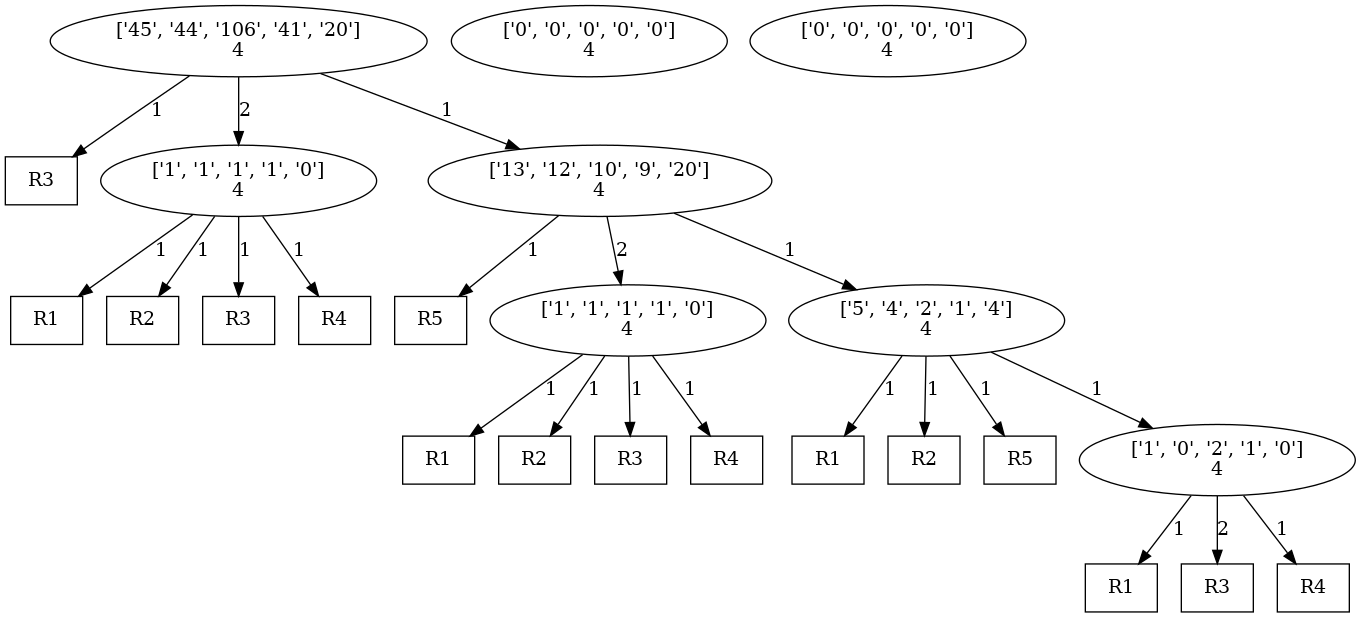 ['45', '44', '106', '41', '20']
4
['0', '0', '0', '0', '0']
4
['0', '0', '0', '0', '0']
4
1
2
1
R3
['1', '1', '1', '1', '0']
4
['13', '12', '10', '9', '20']
4
1
1
1
1
1
2
1
R1
R2
R3
R4
R5
['1', '1', '1', '1', '0']
4
['5', '4', '2', '1', '4']
4
1
1
1
1
1
1
1
1
R1
R2
R3
R4
R1
R2
R5
['1', '0', '2', '1', '0']
4
1
2
1
R1
R3
R4